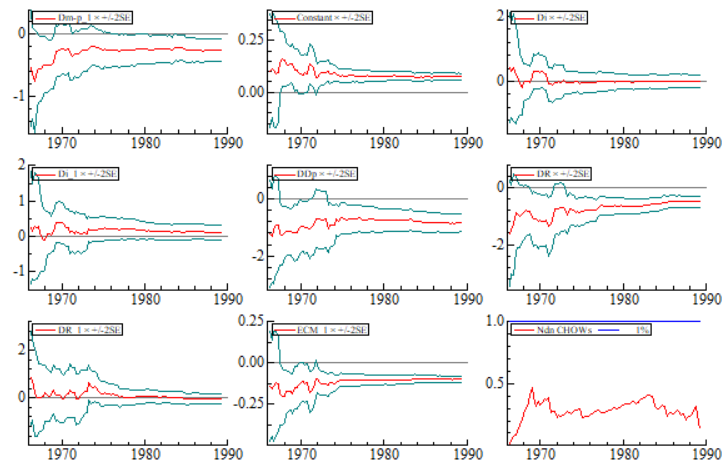 Dm-p_1 × +/-2SE
0
-1
1970 1980 1990
Constant × +/-2SE
0.25
0.00
1970 1980 1990
2
Di × +/-2SE
0
1970 1980 1990
2
Di_1 × +/-2SE
1
0
-1
1970 1980 1990
DDp × +/-2SE
0
-2
1970 1980 1990
DR × +/-2SE
0
-2
1970 1980 1990
DR_1 × +/-2SE
2
0
1970 1980 1990
0.25
ECM_1 × +/-2SE
0.00
-0.25
1970 1980 1990
1.0
Ndn CHOWs 1%
0.5
1970 1980 1990